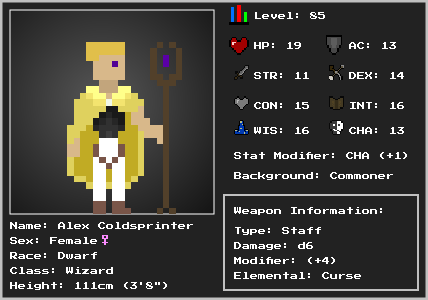 Level: 85
HP: 19 AC: 13
STR: 11 DEX: 14
CON: 15 INT: 16
WIS: 16 CHA: 13
Stat Modifier: CHA (+1)
Background: Commoner
Weapon Information:
Type: Staff
Damage: d6
Modifier: (+4)
Elemental: Curse
Name: Alex Coldsprinter
Sex: Female♀
Race: Dwarf
Class: Wizard
Height: 111cm (3'8")